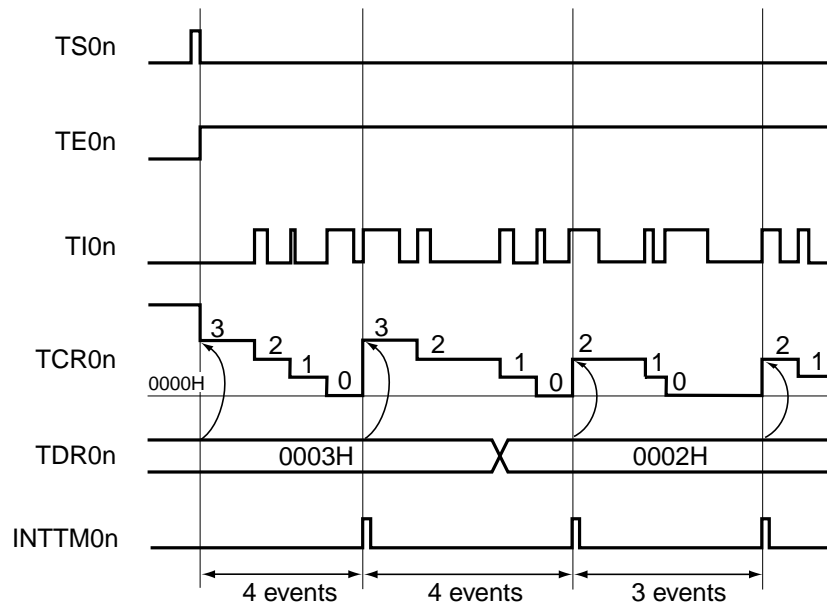 TS0n
TE0n
TI0n
TCR0n
3 2 1 0 3 2 1 0 2 1 0 2 1
0000H
TDR0n 0003H 0002H
INTTM0n
4 events 4 events 3 events